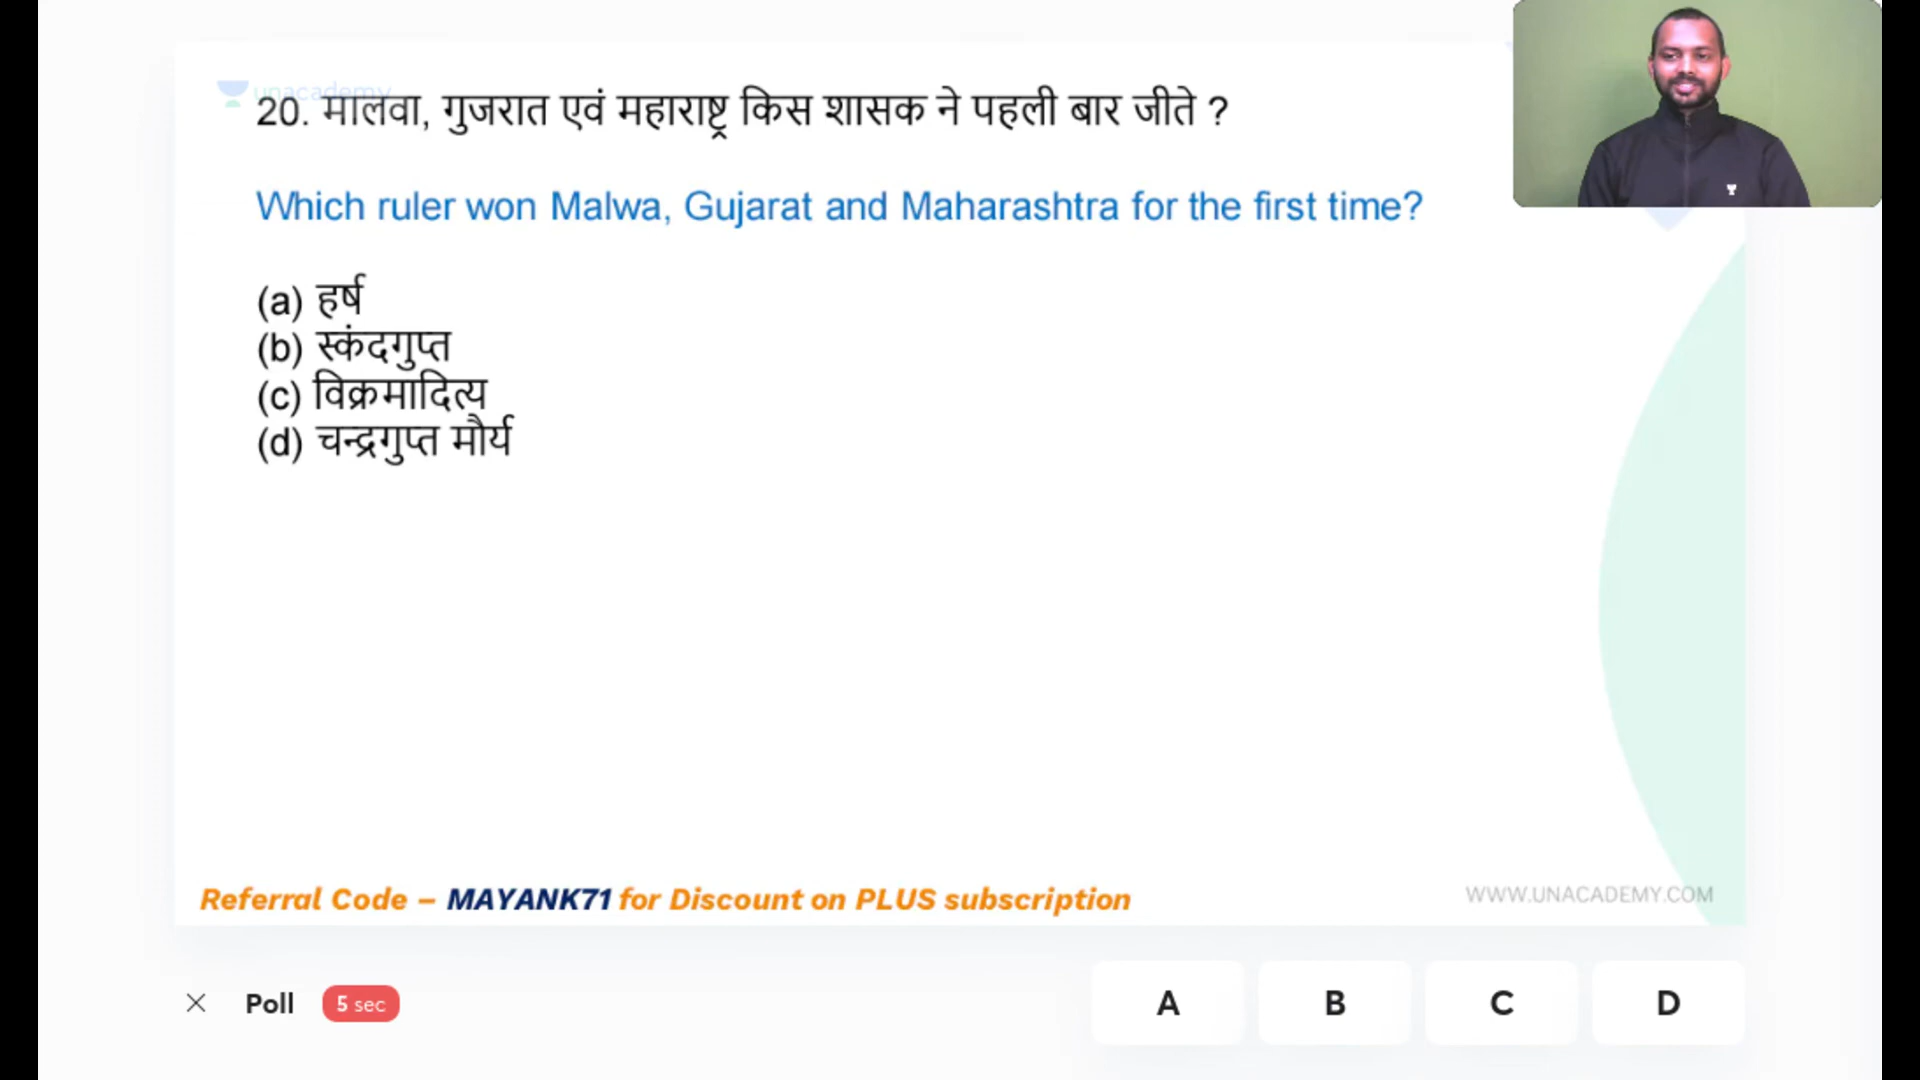 unacademy
20. मालवा, गुजरात एवं महाराष्ट्र किस शासक ने पहली बार जीते ?
Which ruler won Malwa, Gujarat and Maharashtra for the first time?
(a) हर्ष
(b) स्कंदगुप्त
(c) विक्रमादित्य
(d) चन्द्रगुप्त मौर्य
Referral Code – MAYANK71 for Discount on PLUS subscription
WWW.UNACADEMY.COM
Poll 5 sec A B C D